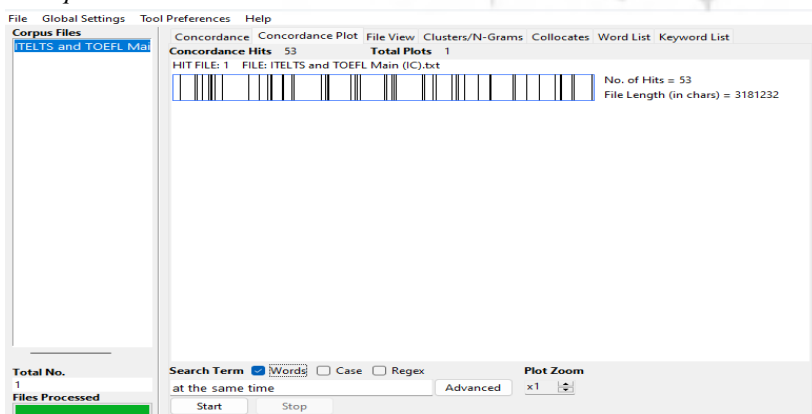 File Global Settings Tool Preferences Help
Corpus Files
ITELTS and TOEFL Mai
Concordance Concordance Plot File View Clusters/N-Grams Collocates Word List Keyword List
Concordance Hits 53 Total Plots 1
HIT FILE: 1 FILE: ITELTS and TOEFL Main (IC).txt
No. of Hits = 53
File Length (in chars) = 3181232
Total No.
1
Files Processed
Search Term Words Case Regex Plot Zoom
at the same time Advanced x1
Start Stop